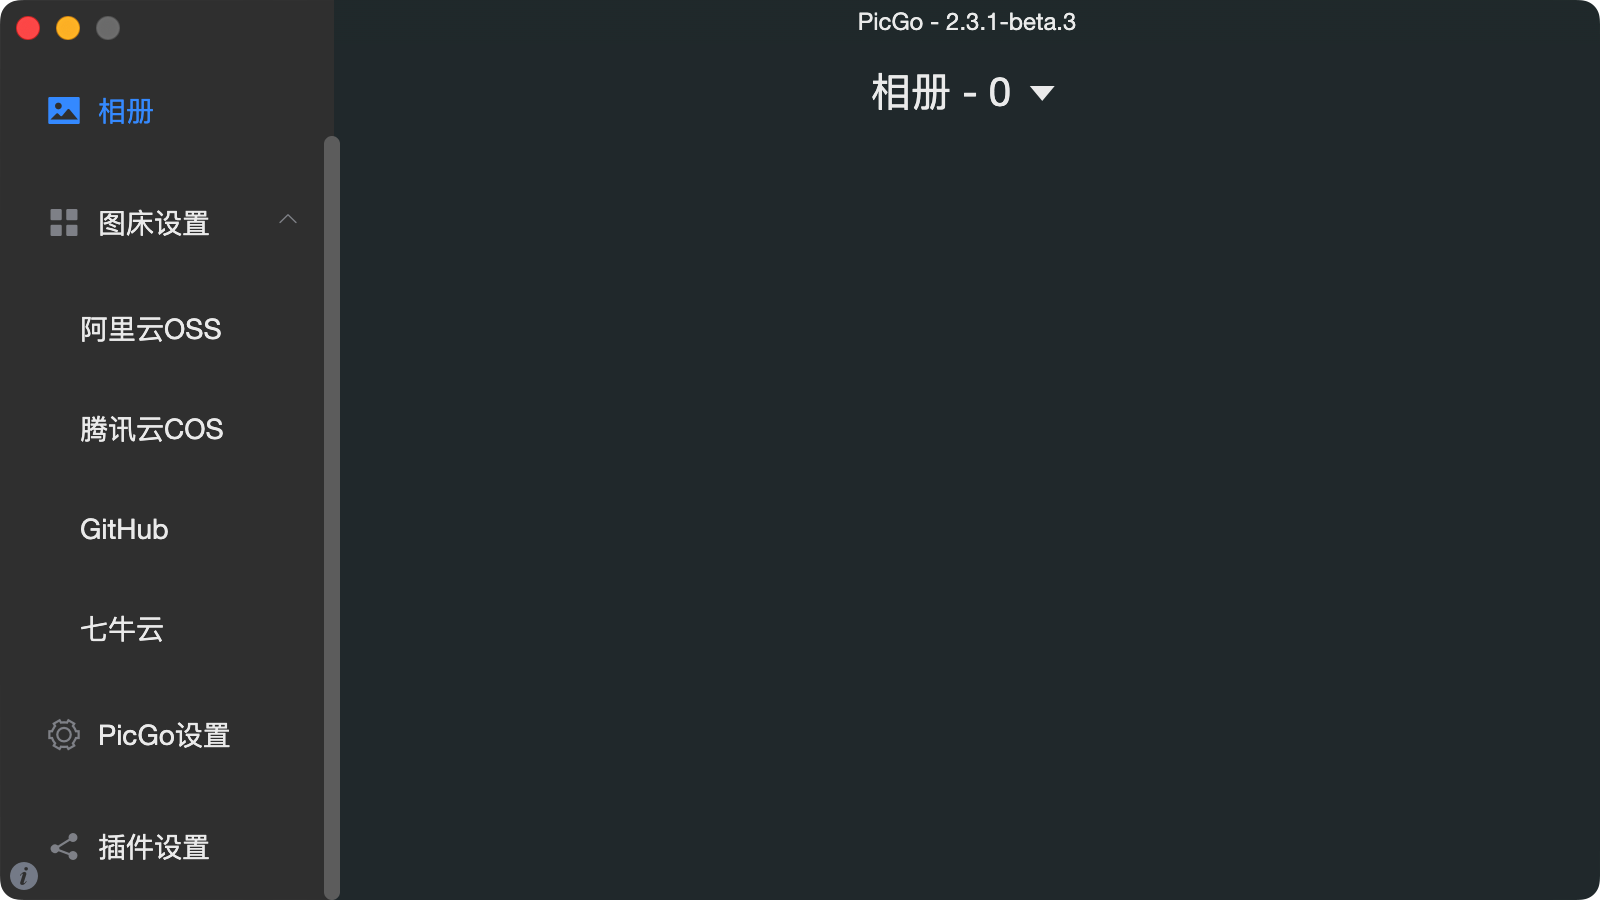 PicGo - 2.3.1-beta.3
相册 - 0
相册
图床设置
阿里云OSS
腾讯云COS
GitHub
七牛云
PicGo设置
插件设置
i